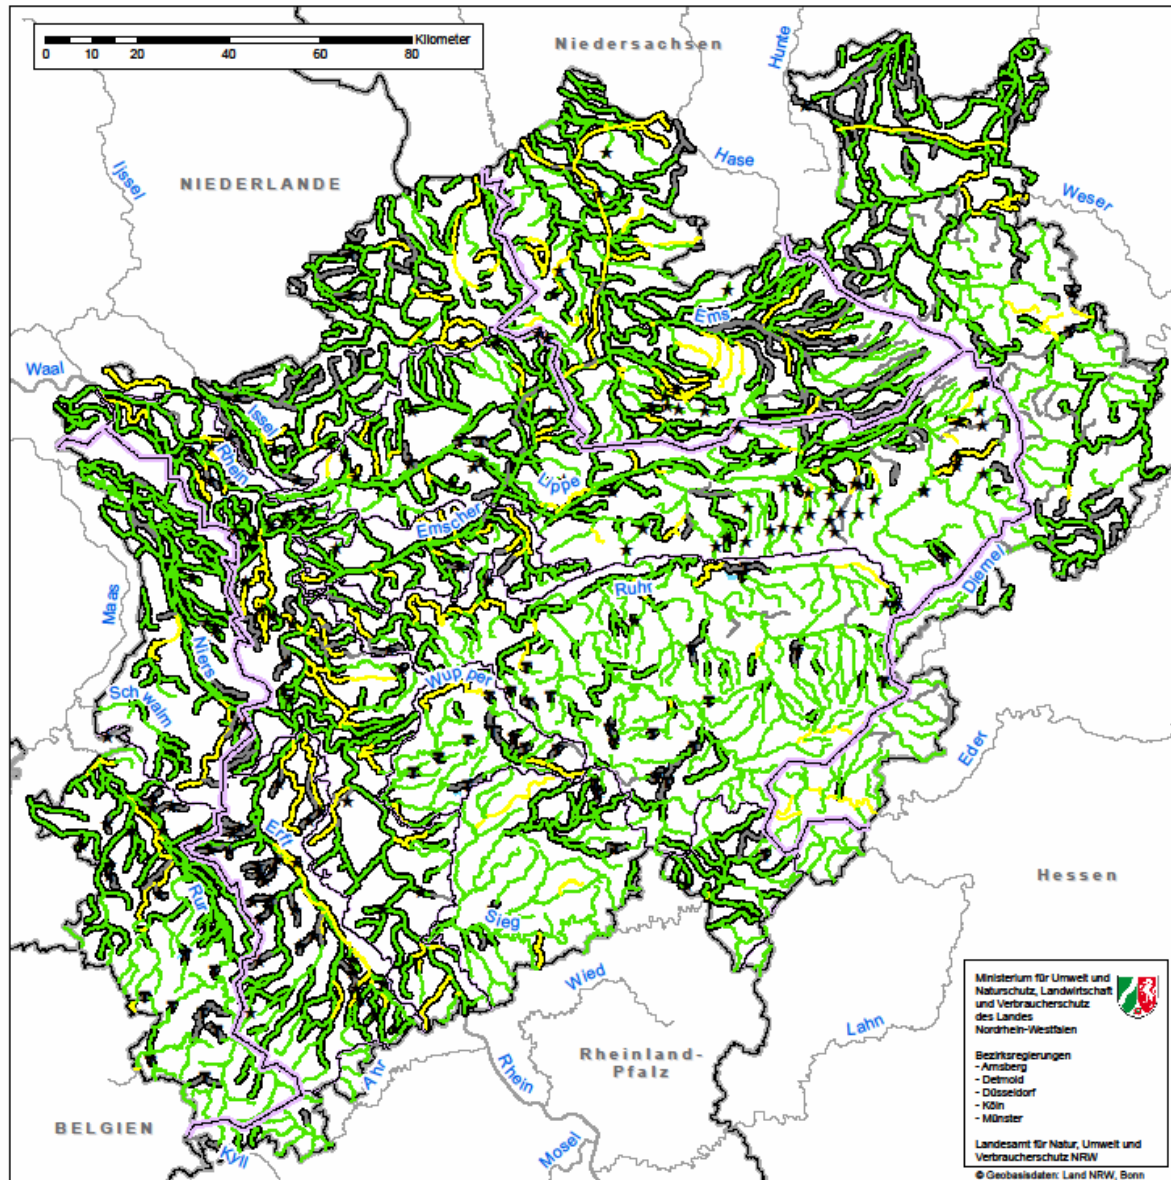 Kilometer
0 10 20 40 60 80
Niedersachsen
Hunte
Ijssel
NIEDERLANDE
Hase
Weser
Ems
Waal
Issel
Rhein
Lippe
Emscher
Maas
Ruhr
Diemel
Niers
Wupper
Schwalm
Eder
Erft
Hessen
Rur
Sieg
Wied
Lahn
Rheinland-
Pfalz
Ahr
Rhein
BELGIEN
Kyll
Mosel
Ministerium für Umwelt und
Naturschutz, Landwirtschaft
und Verbraucherschutz
des Landes
Nordrhein-Westfalen
Bezirksregierungen
- Arnsberg
- Detmold
- Düsseldorf
- Köln
- Münster
Landesamt für Natur, Umwelt und
Verbraucherschutz NRW
© Geobasisdaten: Land NRW, Bonn